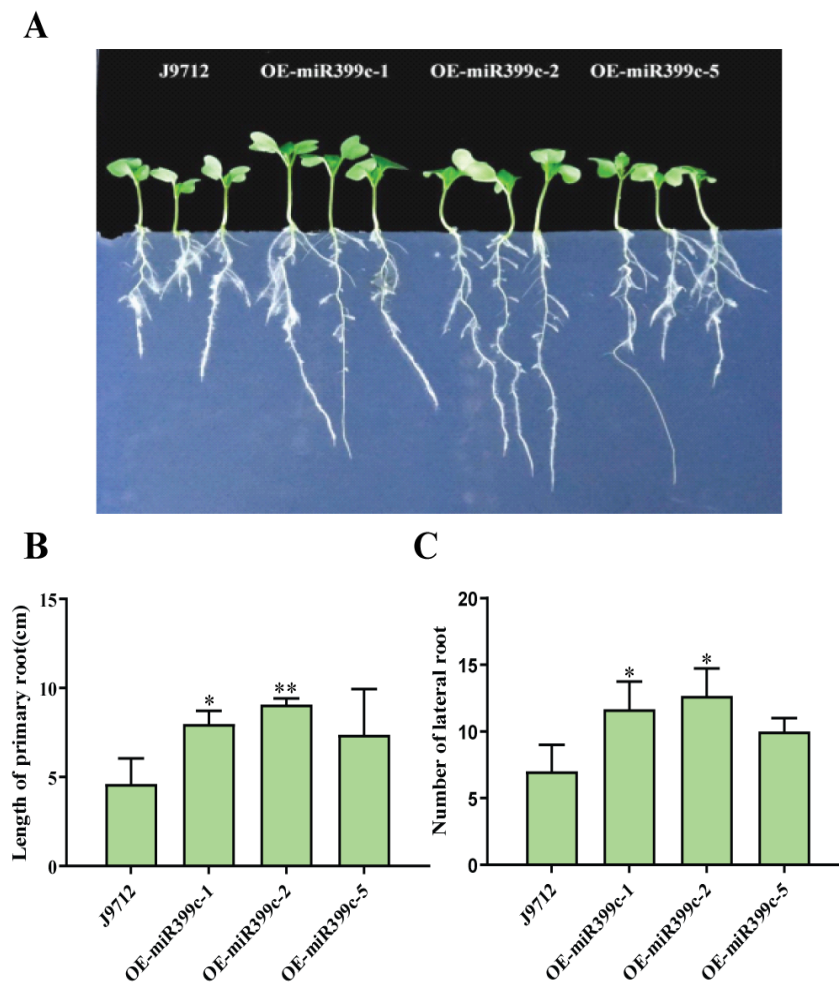 A
J9712 OE-miR399c-1 OE-miR399c-2 OE-miR399c-5
B
Length of primary root(cm)
15
10
5
0
*
**
J9712
OE-miR399c-1
OE-miR399c-2
OE-miR399c-5
C
Number of lateral root
20
15
10
5
0
*
*
J9712
OE-miR399c-1
OE-miR399c-2
OE-miR399c-5